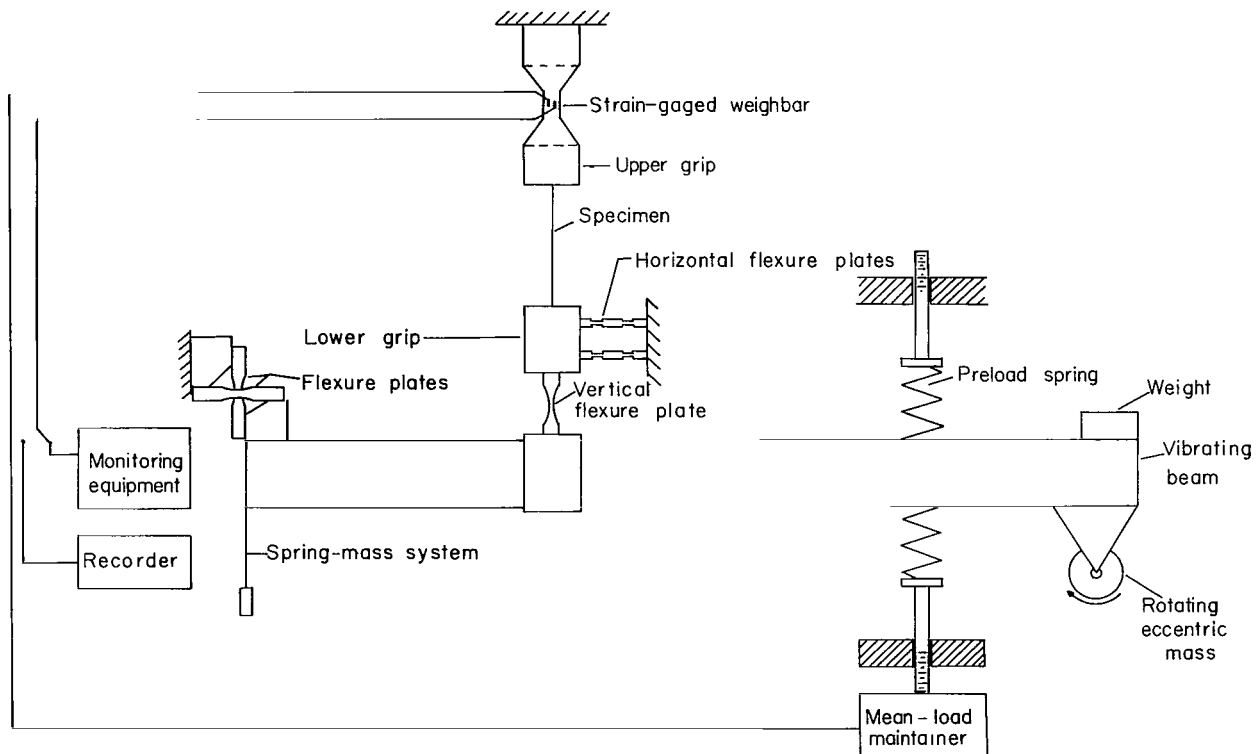 Strain-gaged weighbar
Upper grip
Specimen
Horizontal flexure plates
Lower grip
Flexure plates
Vertical
flexure plate
Preload spring
Weight
Vibrating
beam
Monitoring
equipment
Recorder
Spring-mass system
Rotating
eccentric
mass
Mean-load
maintainer